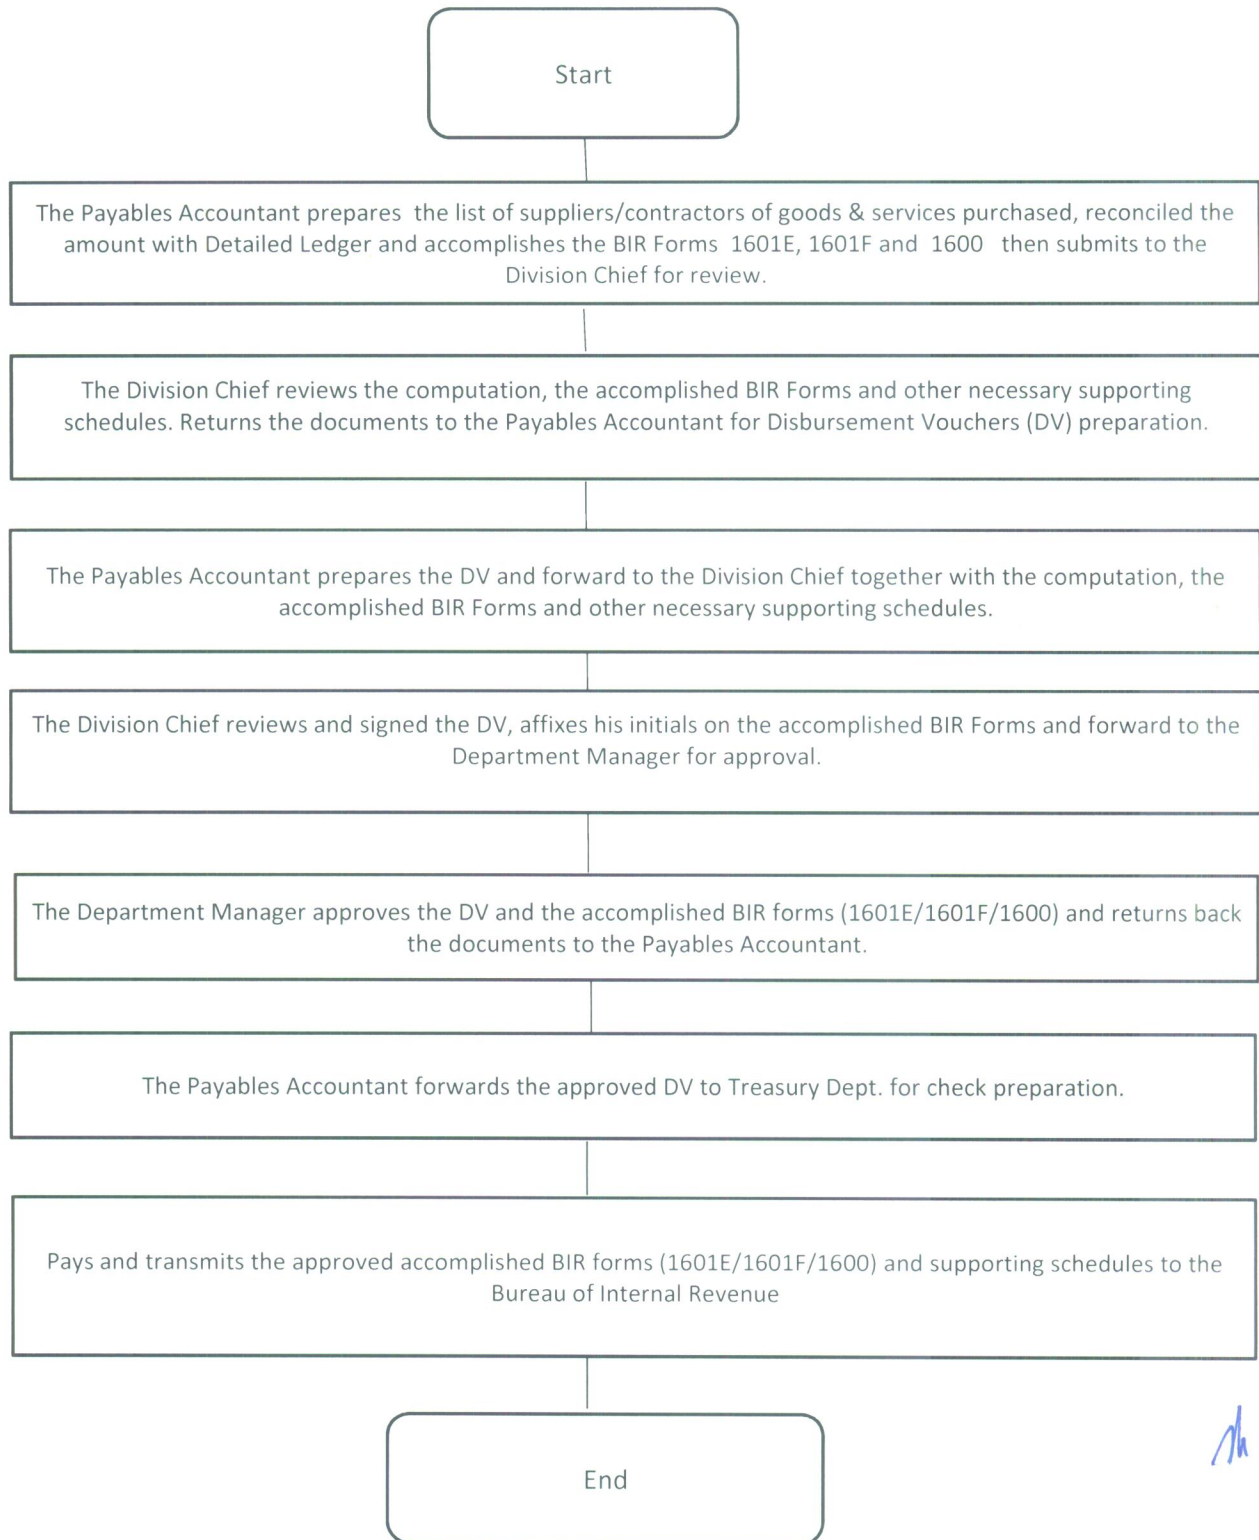 Start
The Payables Accountant prepares the list of suppliers/contractors of goods & services purchased, reconciled the
amount with Detailed Ledger and accomplishes the BIR Forms 1601E, 1601F and 1600 then submits to the
Division Chief for review.
The Division Chief reviews the computation, the accomplished BIR Forms and other necessary supporting
schedules. Returns the documents to the Payables Accountant for Disbursement Vouchers (DV) preparation.
The Payables Accountant prepares the DV and forward to the Division Chief together with the computation, the
accomplished BIR Forms and other necessary supporting schedules.
The Division Chief reviews and signed the DV, affixes his initials on the accomplished BIR Forms and forward to the
Department Manager for approval.
The Department Manager approves the DV and the accomplished BIR forms (1601E/1601F/1600) and returns back
the documents to the Payables Accountant.
The Payables Accountant forwards the approved DV to Treasury Dept. for check preparation.
Pays and transmits the approved accomplished BIR forms (1601E/1601F/1600) and supporting schedules to the
Bureau of Internal Revenue
End